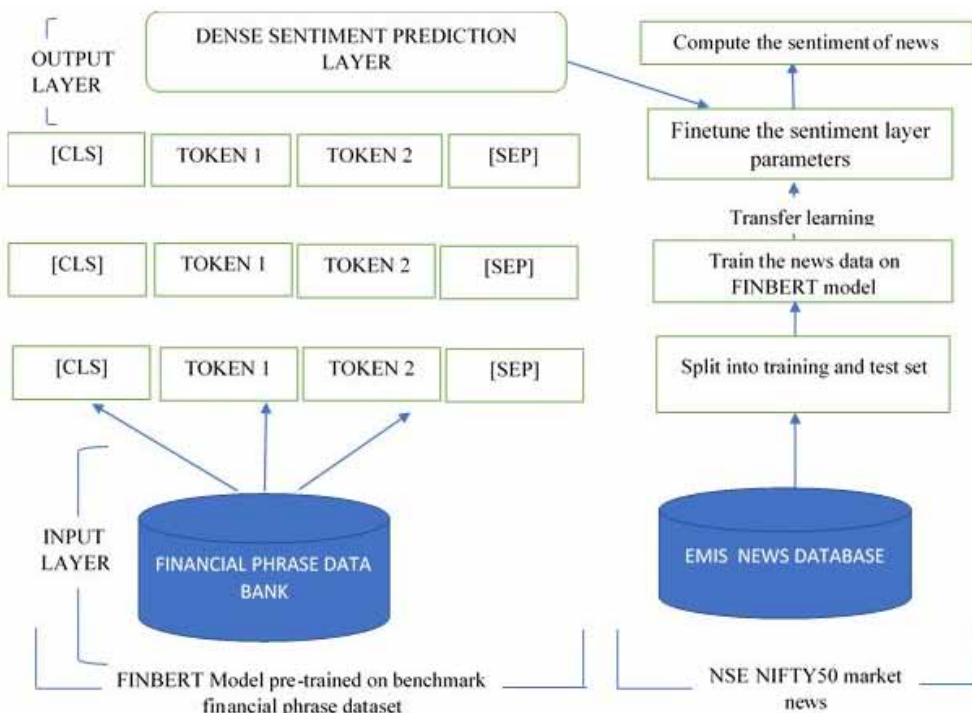 OUTPUT
LAYER
DENSE SENTIMENT PREDICTION
LAYER
[CLS]
TOKEN 1
TOKEN 2
[SEP]
[CLS]
TOKEN 1
TOKEN 2
[SEP]
[CLS]
TOKEN 1
TOKEN 2
[SEP]
INPUT
LAYER
FINANCIAL PHRASE DATA
BANK
FINBERT Model pre-trained on benchmark
financial phrase dataset
Compute the sentiment of news
Finetune the sentiment layer
parameters
Transfer learning
Train the news data on
FINBERT model
Split into training and test set
EMIS NEWS DATABASE
NSE NIFTY50 market
news